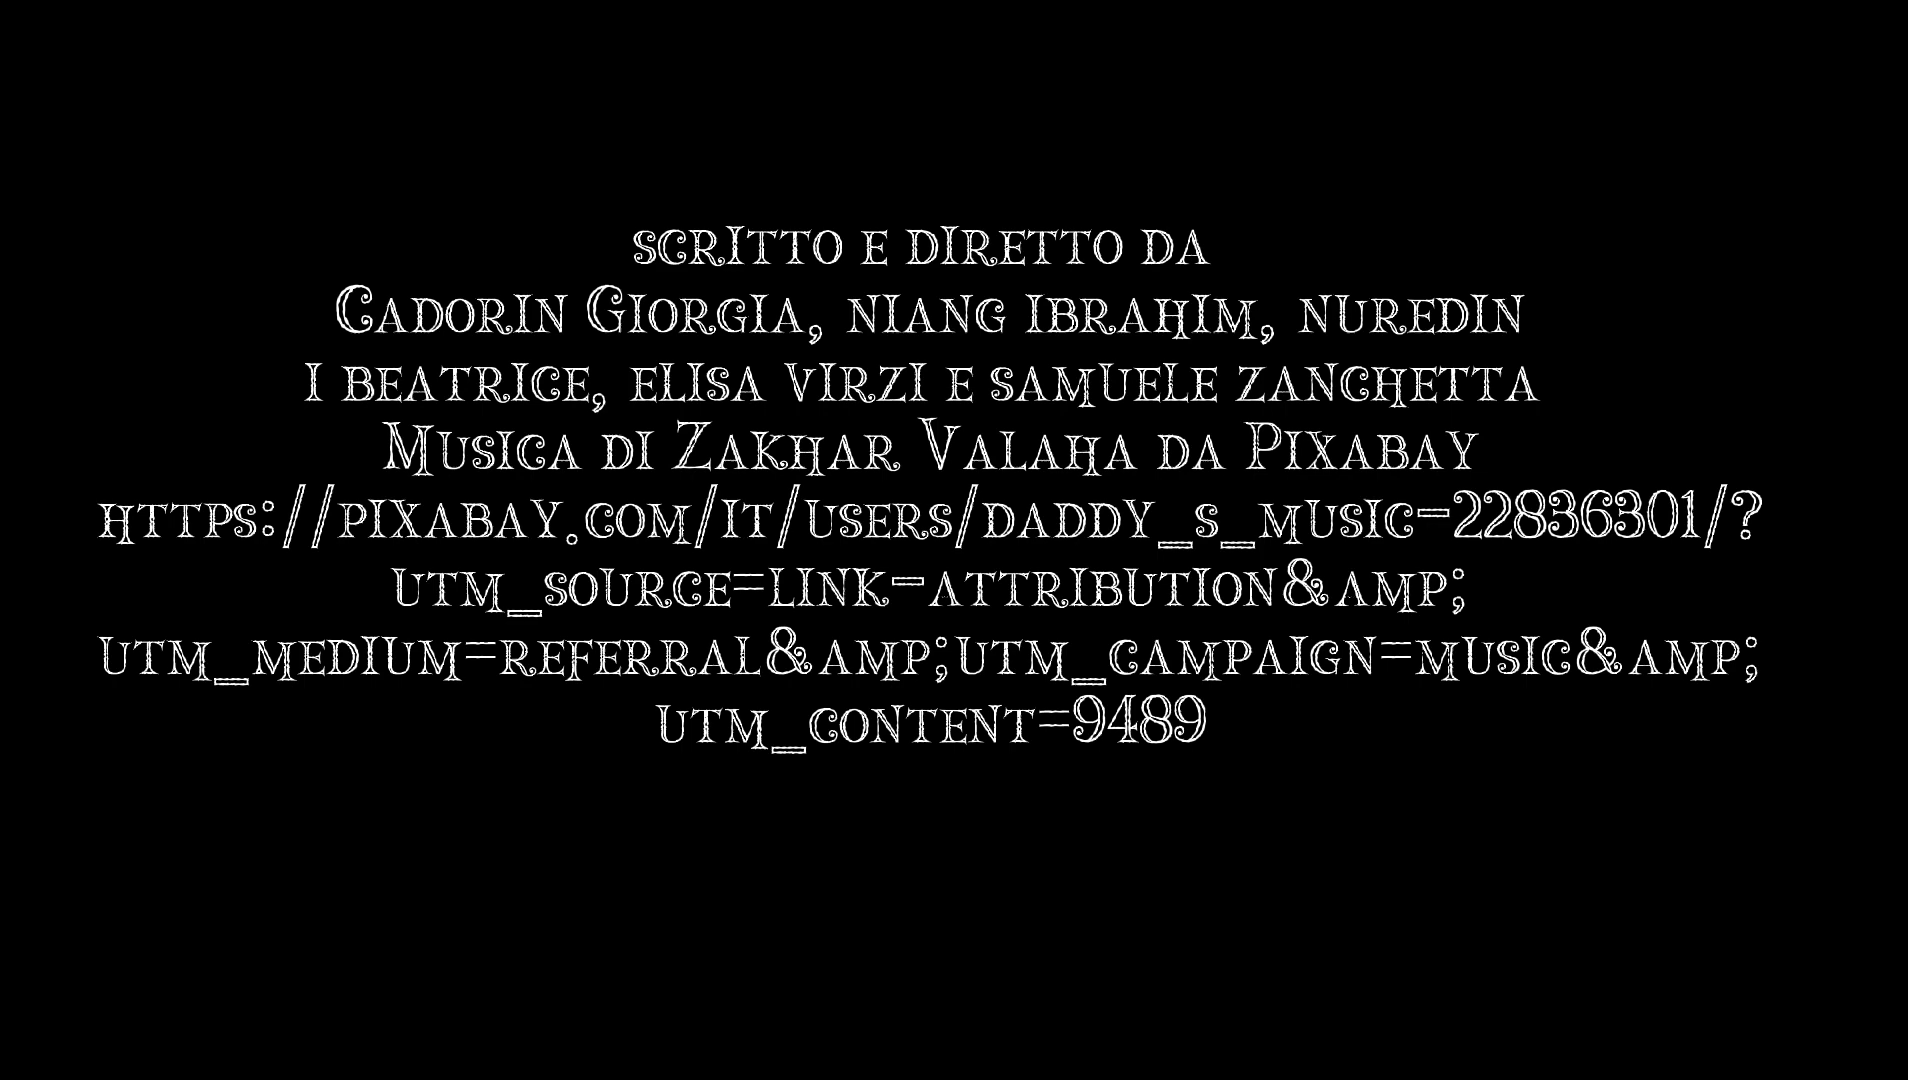 scritto e diretto da
Cadorin Giorgia, niang ibrahim, nuredin
i beatrice, elisa virzi e samuele zanchetta
Musica di Zakhar Valaha da Pixabay
https://pixabay.com/it/users/daddy_s_music-22836301/?
utm_source=link-attribution&amp;
utm_medium=referral&amp;utm_campaign=music&amp;
utm_content=9489